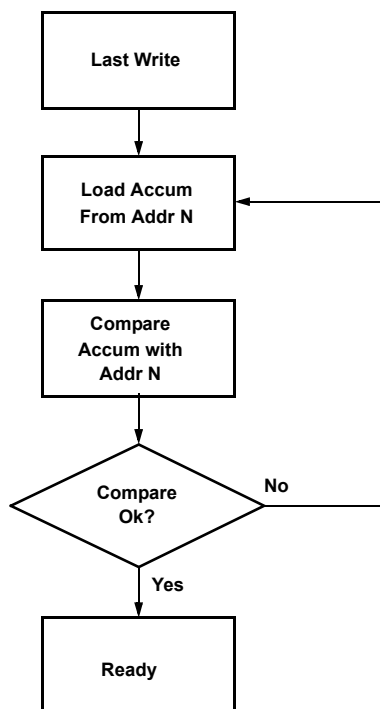 Last Write
Load Accum
From Addr N
Compare
Accum with
Addr N
Compare
Ok?
No
Yes
Ready